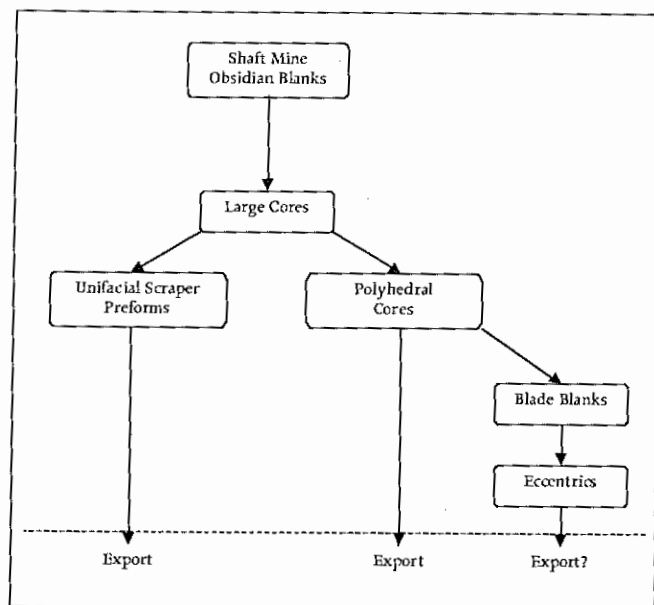 Shaft Mine
Obsidian Blanks
Large Cores
Unifacial Scraper
Preforms
Polyhedral
Cores
Blade Blanks
Eccentrics
Export
Export
Export?